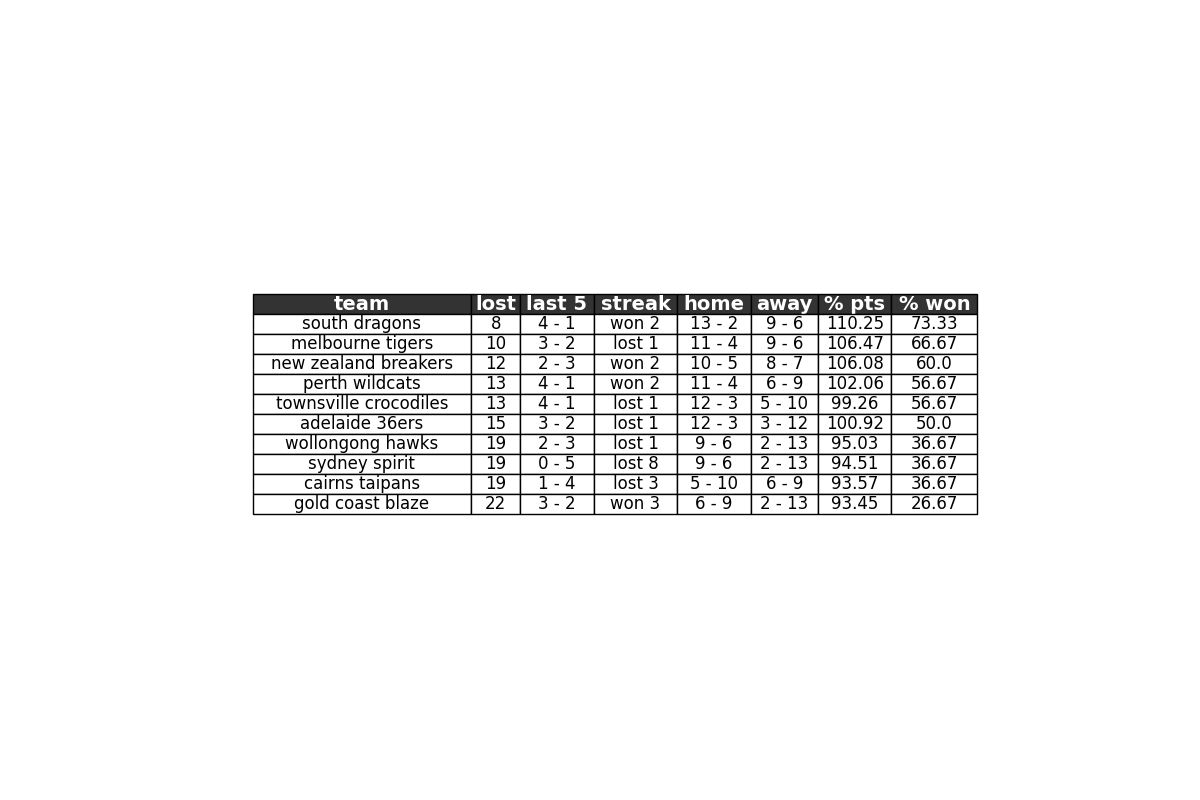 team lost last 5 streak home away % pts % won
south dragons 8 4 - 1 won 2 13 - 2 9 - 6 110.25 73.33
melbourne tigers 10 3 - 2 lost 1 11 - 4 9 - 6 106.47 66.67
new zealand breakers 12 2 - 3 won 2 10 - 5 8 - 7 106.08 60.0
perth wildcats 13 4 - 1 won 2 11 - 4 6 - 9 102.06 56.67
townsville crocodiles 13 4 - 1 lost 1 12 - 3 5 - 10 99.26 56.67
adelaide 36ers 15 3 - 2 lost 1 12 - 3 3 - 12 100.92 50.0
wollongong hawks 19 2 - 3 lost 1 9 - 6 2 - 13 95.03 36.67
sydney spirit 19 0 - 5 lost 8 9 - 6 2 - 13 94.51 36.67
cairns taipans 19 1 - 4 lost 3 5 - 10 6 - 9 93.57 36.67
gold coast blaze 22 3 - 2 won 3 6 - 9 2 - 13 93.45 26.67